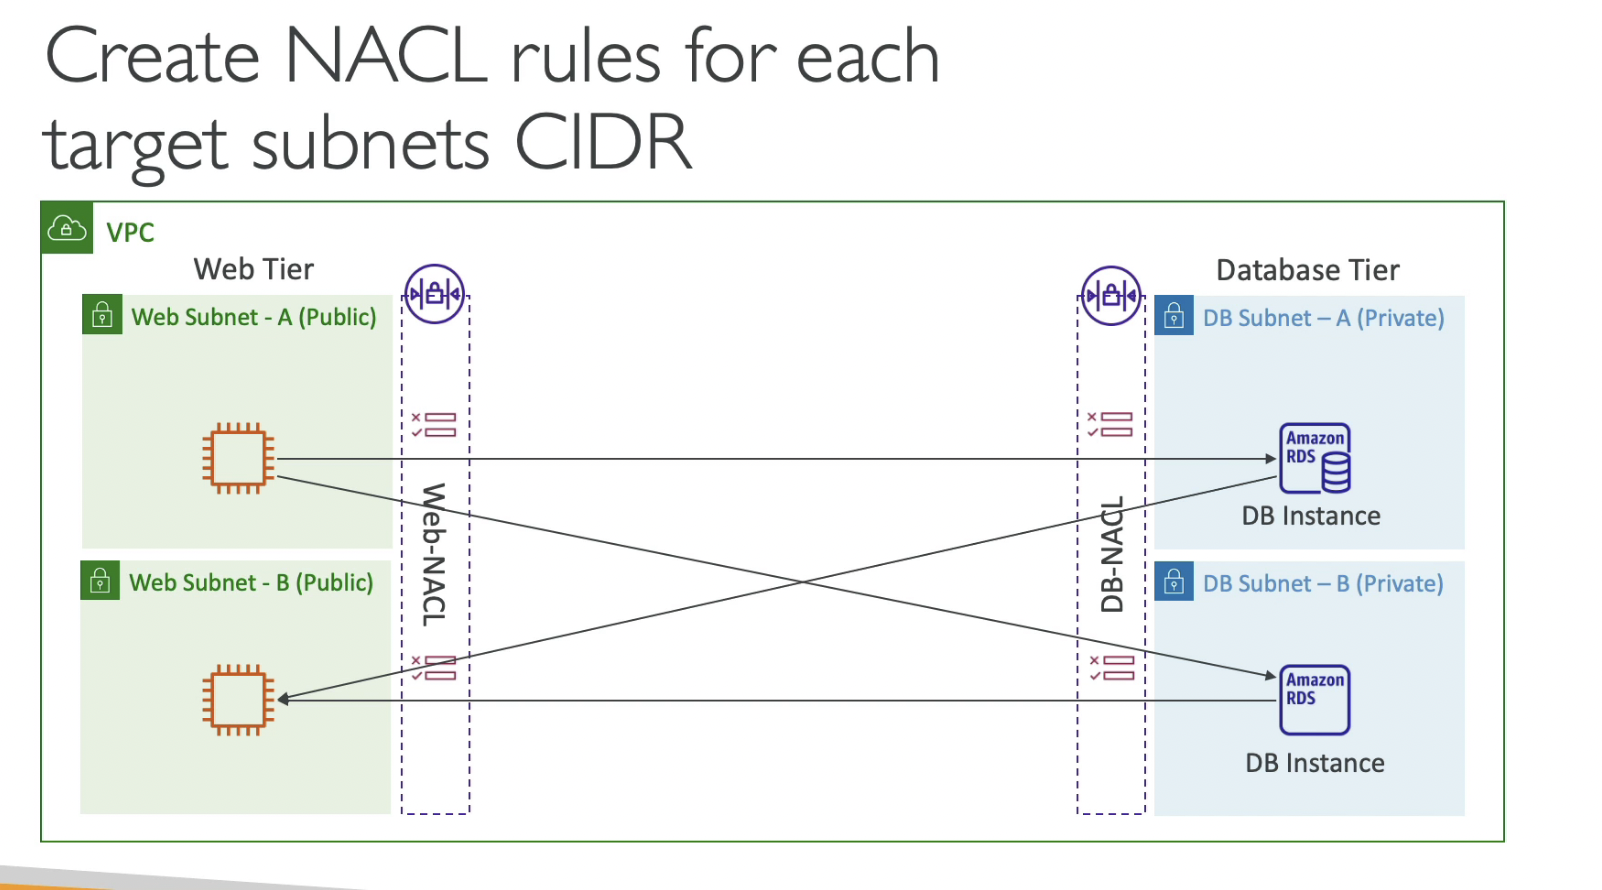 Create NACL rules for each
target subnets CIDR
VPC
Web Tier
Database Tier
Web Subnet - A (Public)
DB Subnet – A (Private)
Amazon
RDS
DB Instance
Web-NACL
DB-NACL
Web Subnet - B (Public)
DB Subnet – B (Private)
Amazon
RDS
DB Instance